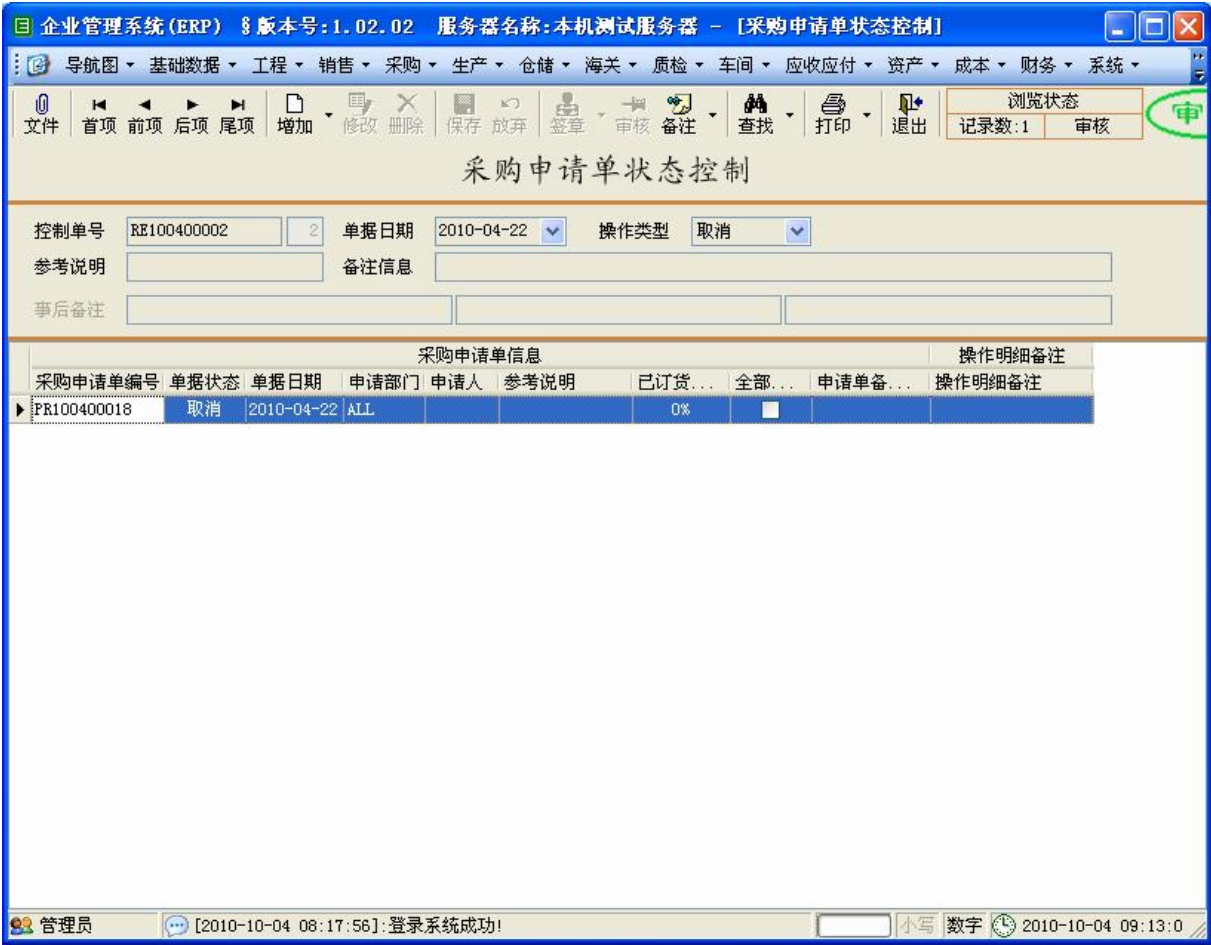 企业管理系统(ERP) §版本号:1.02.02 服务器名称:本机测试服务器 - [采购申请单状态控制]
导航图 基础数据 工程 销售 采购 生产 仓储 海关 质检 车间 应收应付 资产 成本 财务 系统
文件 首项 前项 后项 尾项 增加 修改 删除 保存 放弃 签章 审核 备注 查找 打印 退出
浏览状态
记录数:1 审核
审
采购申请单状态控制
控制单号 RE100400002 2 单据日期 2010-04-22 操作类型 取消
参考说明 备注信息
事后备注
采购申请单信息 操作明细备注
采购申请单编号 单据状态 单据日期 申请部门 申请人 参考说明 已订货... 全部... 申请单备... 操作明细备注
PR100400018 取消 2010-04-22 ALL 0%
管理员 [2010-10-04 08:17:56]:登录系统成功! 小写 数字 2010-10-04 09:13:0